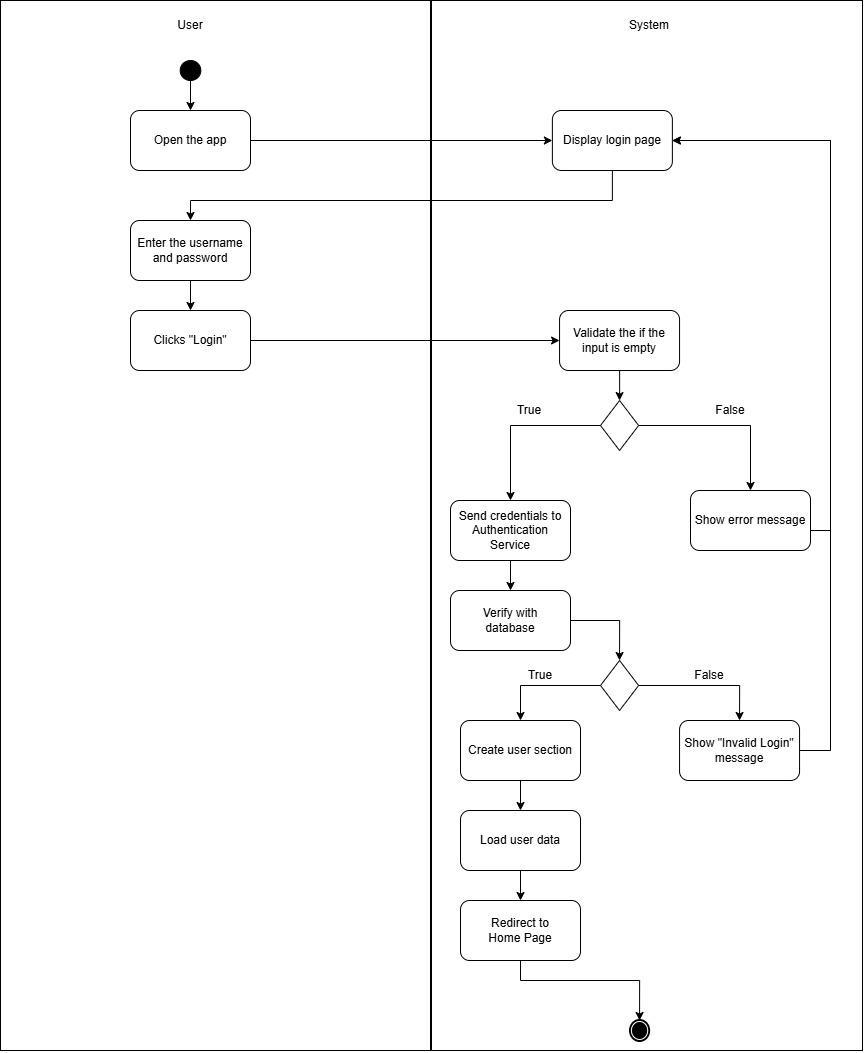 User
System
Open the app
Display login page
Enter the username
and password
Clicks "Login"
Validate the if the
input is empty
True
False
Send credentials to
Authentication
Service
Show error message
Verify with
database
True
False
Create user section
Show "Invalid Login"
message
Load user data
Redirect to
Home Page